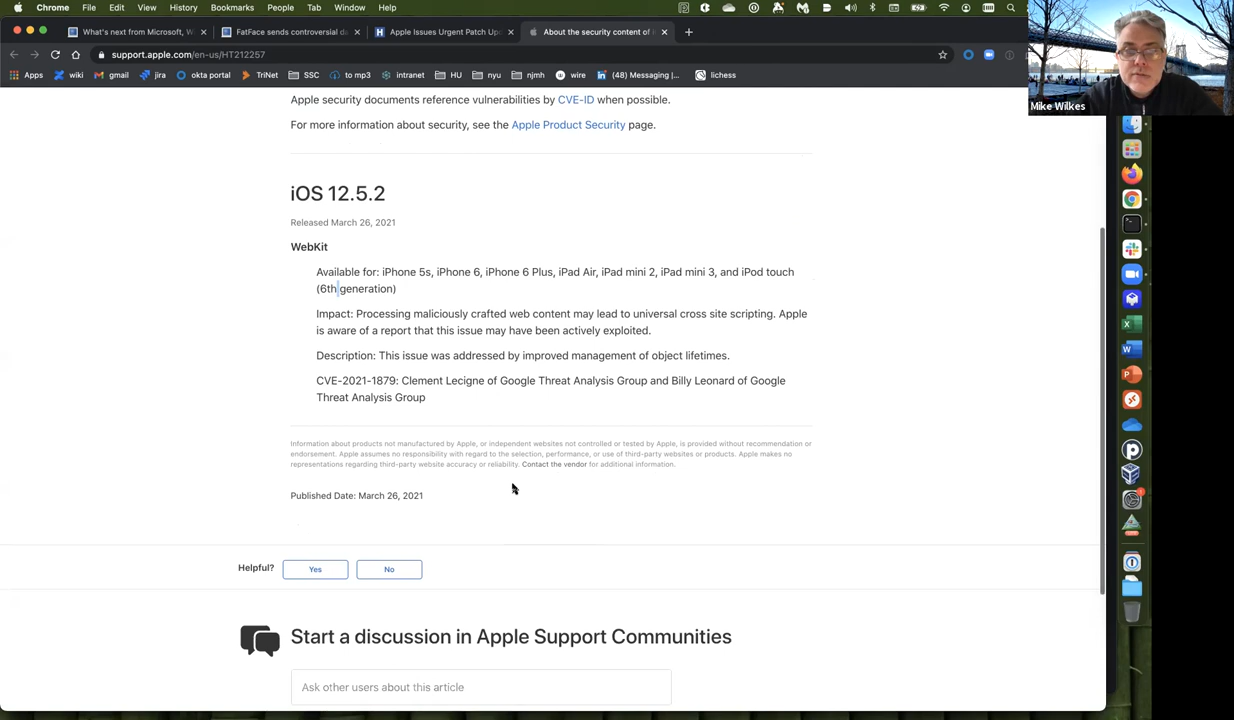 Chrome File Edit View History Bookmarks People Tab Window Help
What's next from Microsoft, W
FatFace sends controversial da
Apple Issues Urgent Patch Up
About the security content of i
support.apple.com/en-us/HT212257
Apps wiki gmail jira okta portal TriNet SSC to mp3 intranet HU nyu njmh wire (48) Messaging |... lichess
Mike Wilkes
Apple security documents reference vulnerabilities by CVE-ID when possible.
For more information about security, see the Apple Product Security page.
iOS 12.5.2
Released March 26, 2021
WebKit
Available for: iPhone 5s, iPhone 6, iPhone 6 Plus, iPad Air, iPad mini 2, iPad mini 3, and iPod touch
(6th generation)
Impact: Processing maliciously crafted web content may lead to universal cross site scripting. Apple
is aware of a report that this issue may have been actively exploited.
Description: This issue was addressed by improved management of object lifetimes.
CVE-2021-1879: Clement Lecigne of Google Threat Analysis Group and Billy Leonard of Google
Threat Analysis Group
Information about products not manufactured by Apple, or independent websites not controlled or tested by Apple, is provided without recommendation or
endorsement. Apple assumes no responsibility with regard to the selection, performance, or use of third-party websites or products. Apple makes no
representations regarding third-party website accuracy or reliability. Contact the vendor for additional information.
Published Date: March 26, 2021
Helpful? Yes No
Start a discussion in Apple Support Communities
Ask other users about this article